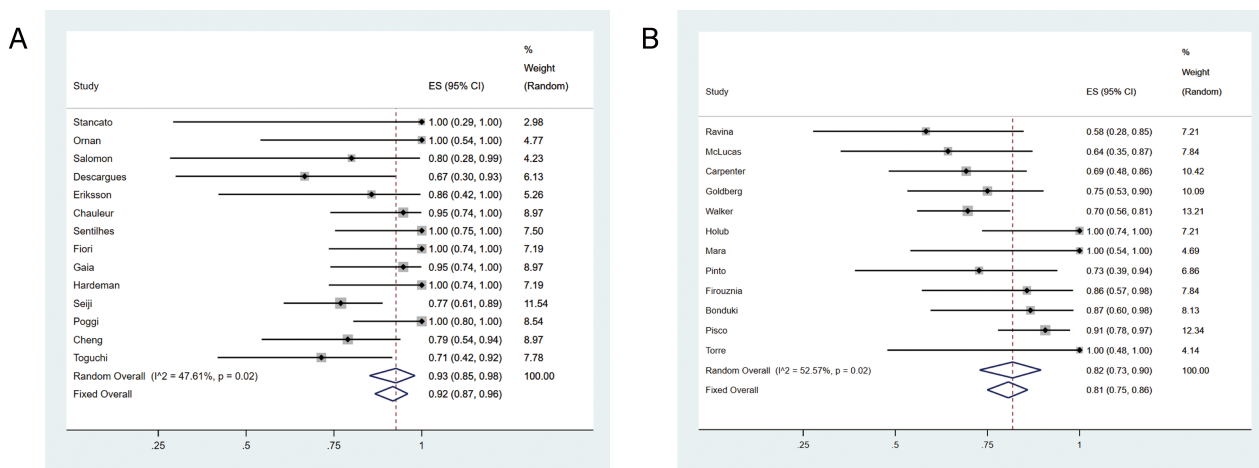 A
%
Weight
Study ES (95% CI) (Random)
Stancato 1.00 (0.29, 1.00) 2.98
Ornan 1.00 (0.54, 1.00) 4.77
Salomon 0.80 (0.28, 0.99) 4.23
Descargues 0.67 (0.30, 0.93) 6.13
Eriksson 0.86 (0.42, 1.00) 5.26
Chauleur 0.95 (0.74, 1.00) 8.97
Sentilhes 1.00 (0.75, 1.00) 7.50
Fiori 1.00 (0.74, 1.00) 7.19
Gaia 0.95 (0.74, 1.00) 8.97
Hardeman 1.00 (0.74, 1.00) 7.19
Seiji 0.77 (0.61, 0.89) 11.54
Poggi 1.00 (0.80, 1.00) 8.54
Cheng 0.79 (0.54, 0.94) 8.97
Toguchi 0.71 (0.42, 0.92) 7.78
Random Overall (I^2 = 47.61%, p = 0.02) 0.93 (0.85, 0.98) 100.00
Fixed Overall 0.92 (0.87, 0.96)
.25 .5 .75 1
B
%
Weight
Study ES (95% CI) (Random)
Ravina 0.58 (0.28, 0.85) 7.21
McLucas 0.64 (0.35, 0.87) 7.84
Carpenter 0.69 (0.48, 0.86) 10.42
Goldberg 0.75 (0.53, 0.90) 10.09
Walker 0.70 (0.56, 0.81) 13.21
Holub 1.00 (0.74, 1.00) 7.21
Mara 1.00 (0.54, 1.00) 4.69
Pinto 0.73 (0.39, 0.94) 6.86
Firouznia 0.86 (0.57, 0.98) 7.84
Bonduki 0.87 (0.60, 0.98) 8.13
Pisco 0.91 (0.78, 0.97) 12.34
Torre 1.00 (0.48, 1.00) 4.14
Random Overall (I^2 = 52.57%, p = 0.02) 0.82 (0.73, 0.90) 100.00
Fixed Overall 0.81 (0.75, 0.86)
.25 .5 .75 1